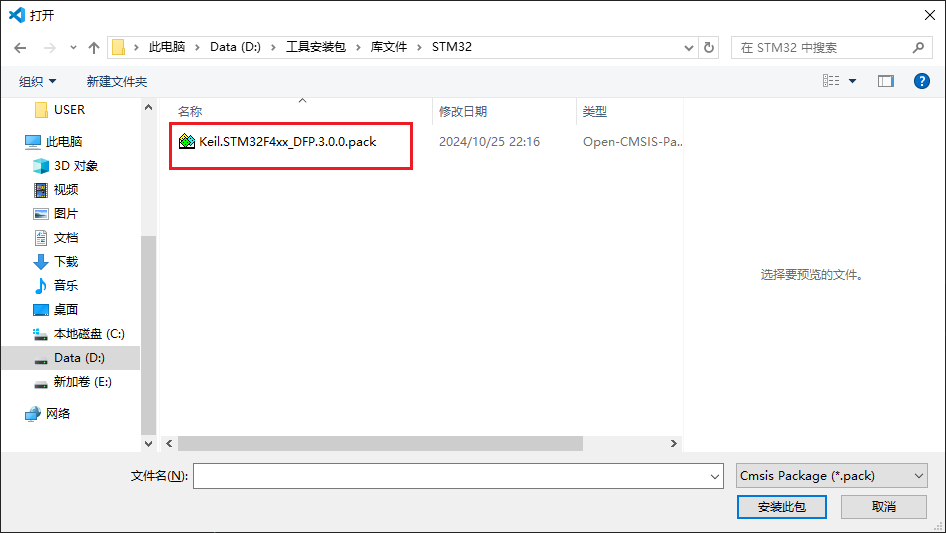 打开
此电脑 > Data (D:) > 工具安装包 > 库文件 > STM32
在 STM32 中搜索
组织
新建文件夹
USER
此电脑
3D 对象
视频
图片
文档
下载
音乐
桌面
本地磁盘 (C:)
Data (D:)
新加卷 (E:)
网络
名称 修改日期 类型
Keil.STM32F4xx_DFP.3.0.0.pack 2024/10/25 22:16 Open-CMSIS-Pa...
选择要预览的文件。
文件名(N):
Cmsis Package (*.pack)
安装此包
取消